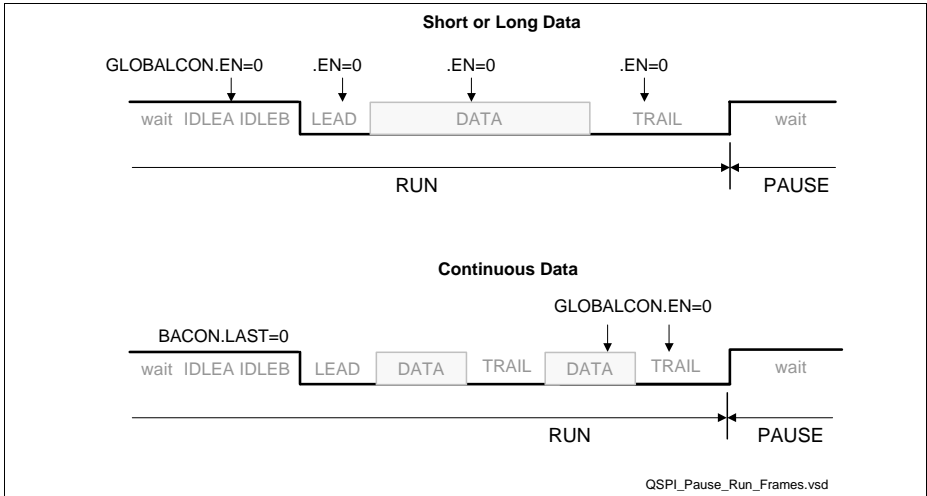 Short or Long Data
GLOBALCON.EN=0 .EN=0 .EN=0 .EN=0
wait IDLEA IDLEB LEAD DATA TRAIL wait
RUN PAUSE
Continuous Data
GLOBALCON.EN=0
BACON.LAST=0
wait IDLEA IDLEB LEAD DATA TRAIL DATA TRAIL wait
RUN PAUSE
QSPI_Pause_Run_Frames.vsd